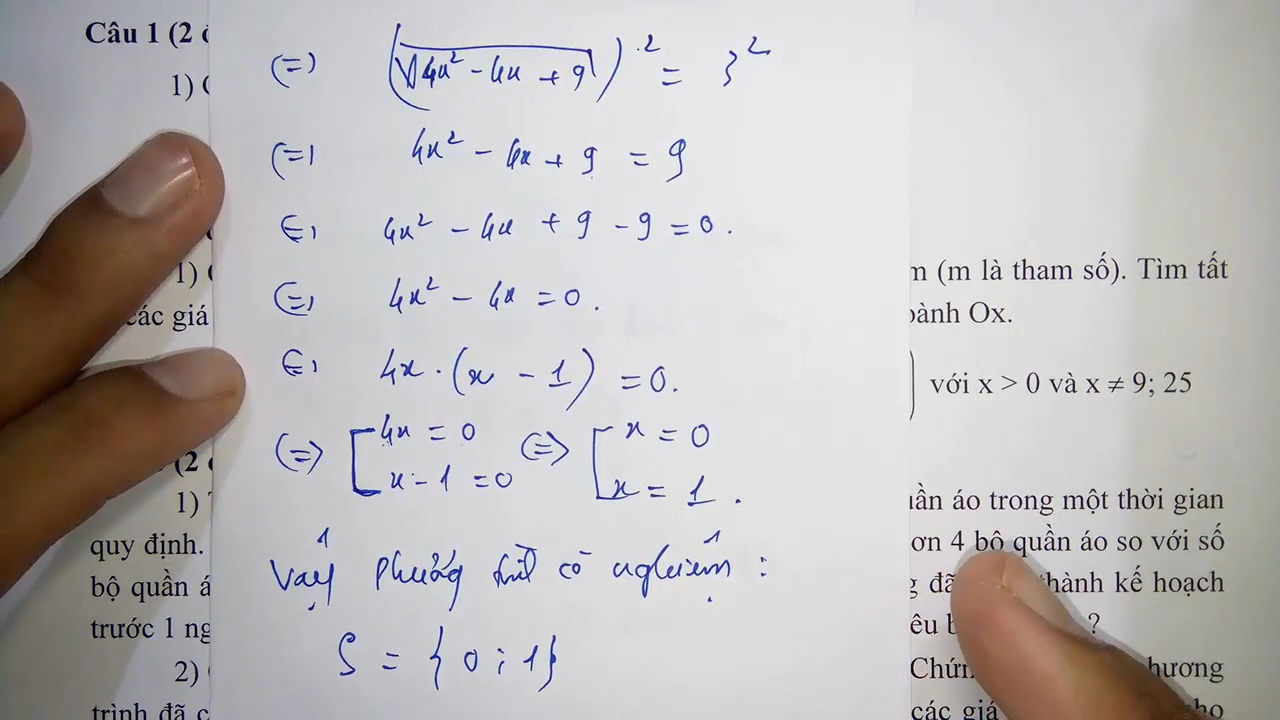 Câu 1 (2 đ
1)
(=) (√4x² - 4x + 9)² = 3²
(=) 4x² - 4x + 9 = 9
(=) 4x² - 4x + 9 - 9 = 0.
(=) 4x² - 4x = 0.
(=) 4x . (x - 1) = 0.
(=) [ 4x = 0 (=) [ x = 0
x - 1 = 0 x = 1 .
Vậy phương trình có nghiệm :
S = { 0 ; 1}
1)
các giá
(2
1)
quy định.
bộ quần á
trước 1 ng
2)
trình đã c
m (m là tham số). Tìm tất
oành Ox.
) với x > 0 và x ≠ 9; 25
uần áo trong một thời gian
ơn 4 bộ quần áo so với số
g đã thành kế hoạch
êu b ?
Chứn hương
các giá cho